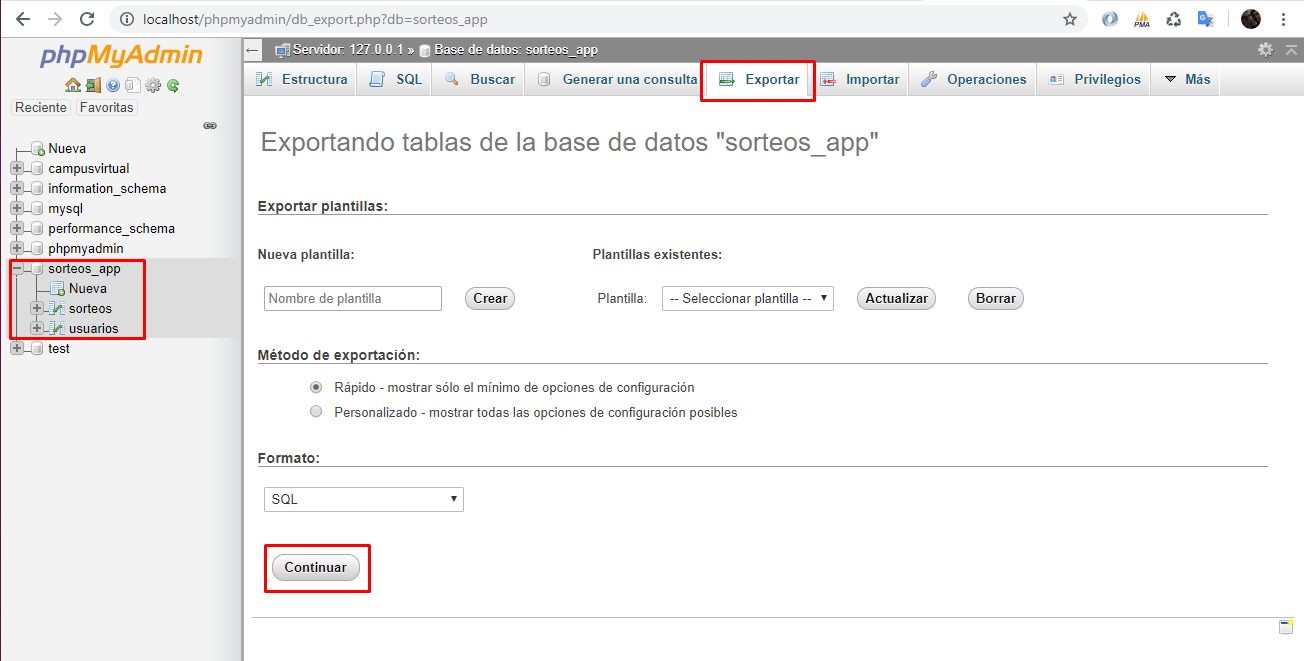 localhost/phpmyadmin/db_export.php?db=sorteos_app
PMA
phpMyAdmin
Reciente Favoritas
Nueva
campusvirtual
information_schema
mysql
performance_schema
phpmyadmin
sorteos_app
Nueva
sorteos
usuarios
test
Servidor: 127.0.0.1 » Base de datos: sorteos_app
Estructura SQL Buscar Generar una consulta Exportar Importar Operaciones Privilegios Más
Exportando tablas de la base de datos "sorteos_app"
Exportar plantillas:
Nueva plantilla: Plantillas existentes:
Nombre de plantilla Crear Plantilla: -- Seleccionar plantilla -- Actualizar Borrar
Método de exportación:
Rápido - mostrar sólo el mínimo de opciones de configuración
Personalizado - mostrar todas las opciones de configuración posibles
Formato:
SQL
Continuar